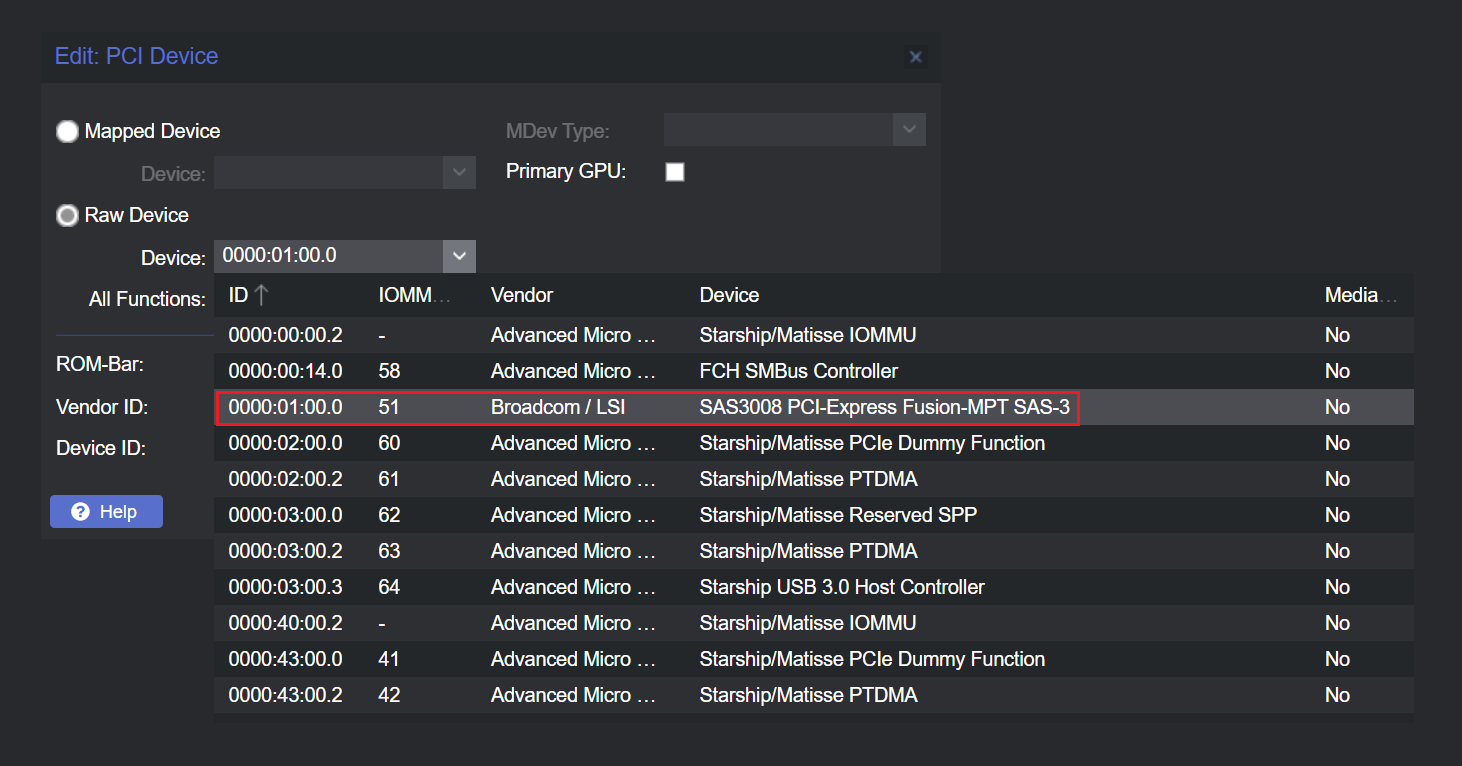 Edit: PCI Device
Mapped Device
MDev Type:
Device:
Primary GPU:
Raw Device
Device: 0000:01:00.0
All Functions:
ID IOMM... Vendor Device Media...
0000:00:00.2 - Advanced Micro ... Starship/Matisse IOMMU No
0000:00:14.0 58 Advanced Micro ... FCH SMBus Controller No
ROM-Bar:
0000:01:00.0 51 Broadcom / LSI SAS3008 PCI-Express Fusion-MPT SAS-3 No
Vendor ID:
0000:02:00.0 60 Advanced Micro ... Starship/Matisse PCIe Dummy Function No
Device ID:
0000:02:00.2 61 Advanced Micro ... Starship/Matisse PTDMA No
0000:03:00.0 62 Advanced Micro ... Starship/Matisse Reserved SPP No
Help
0000:03:00.2 63 Advanced Micro ... Starship/Matisse PTDMA No
0000:03:00.3 64 Advanced Micro ... Starship USB 3.0 Host Controller No
0000:40:00.2 - Advanced Micro ... Starship/Matisse IOMMU No
0000:43:00.0 41 Advanced Micro ... Starship/Matisse PCIe Dummy Function No
0000:43:00.2 42 Advanced Micro ... Starship/Matisse PTDMA No